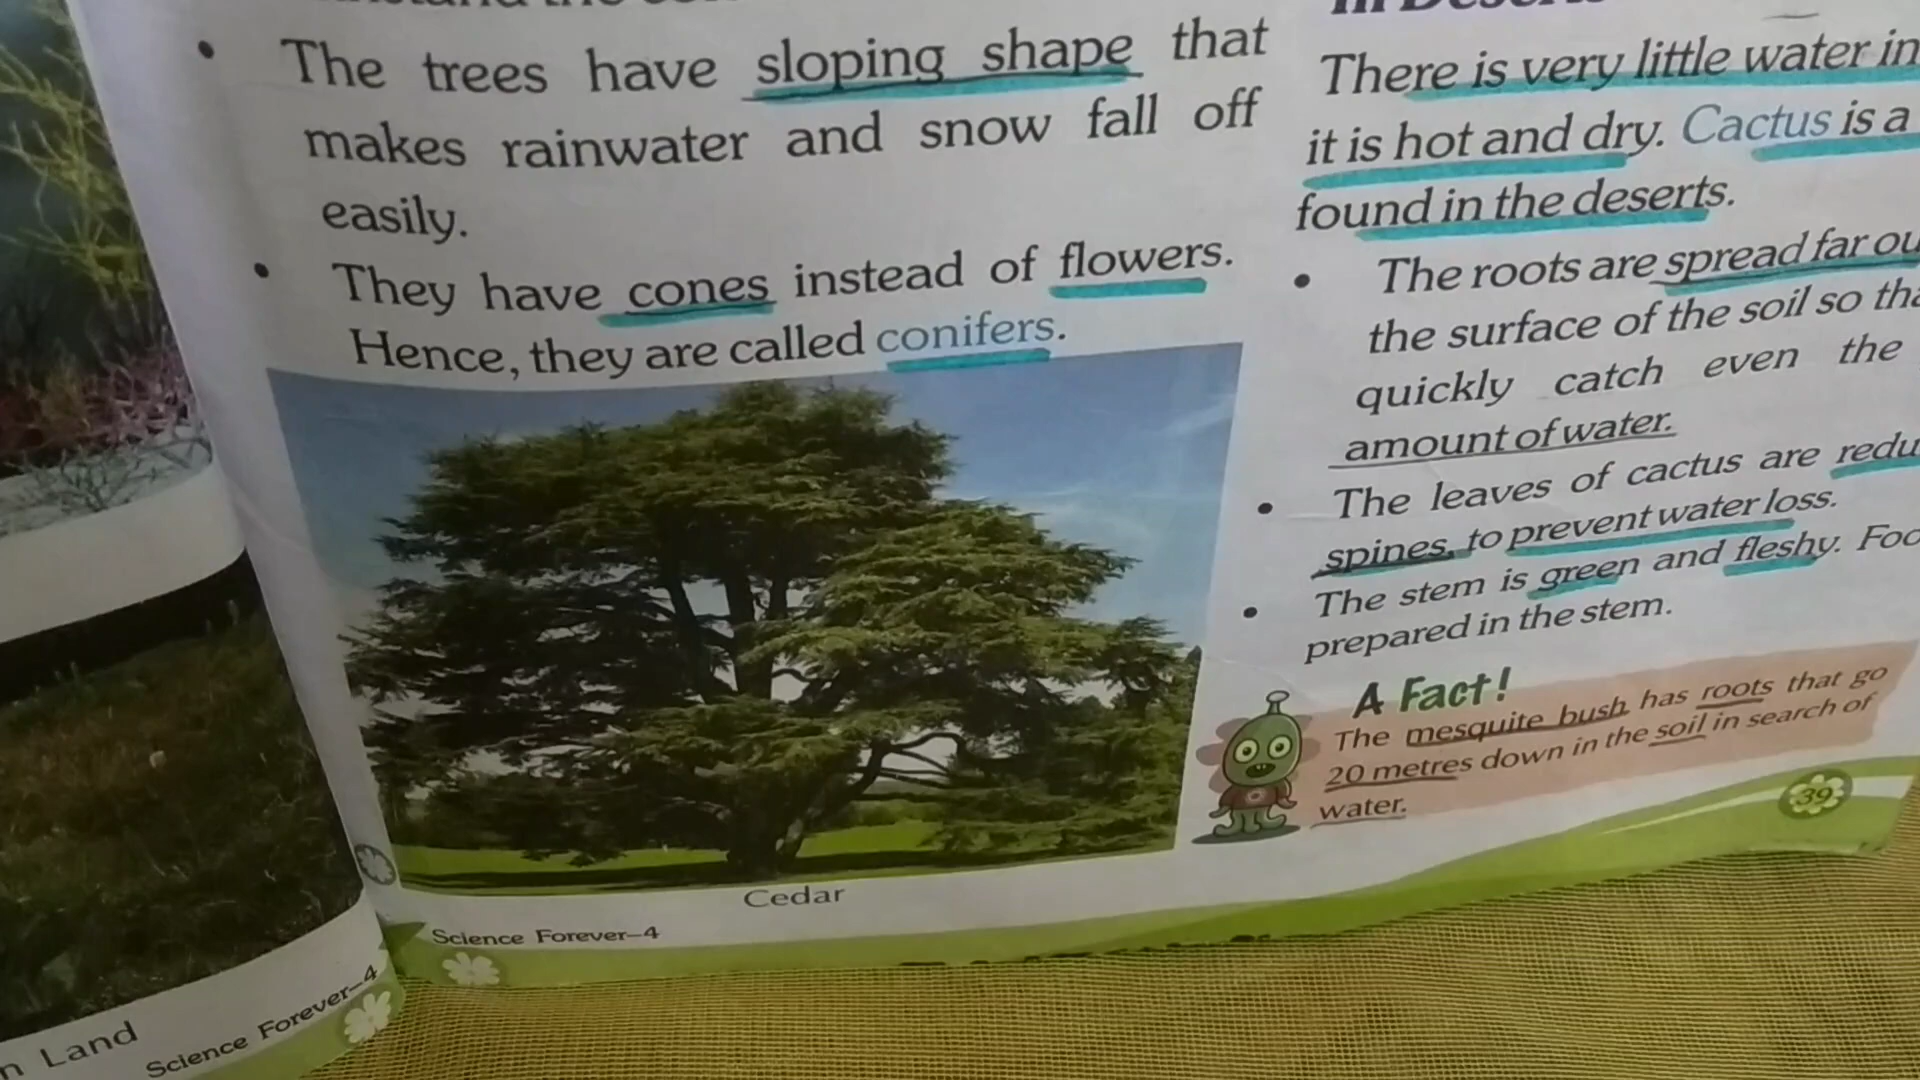 The trees have sloping shape that
makes rainwater and snow fall off
easily.
They have cones instead of flowers.
Hence, they are called conifers.
Cedar
Science Forever–4
There is very little water in
it is hot and dry. Cactus is a
found in the deserts.
The roots are spread far
the surface of the soil so
quickly catch even the
amount of water.
The leaves of cactus are
spines, to prevent water loss.
The stem is green and fleshy.
prepared in the stem.
A Fact!
The mesquite bush has roots that go
20 metres down in the soil in search of
water.
39
Land
Science Forever–4